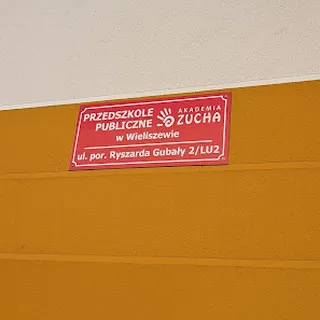 PRZEDSZKOLE
PUBLICZNE
w Wieliszewie
AKADEMIA
ZUCHA
ul. por. Ryszarda Gubały 2/LU2